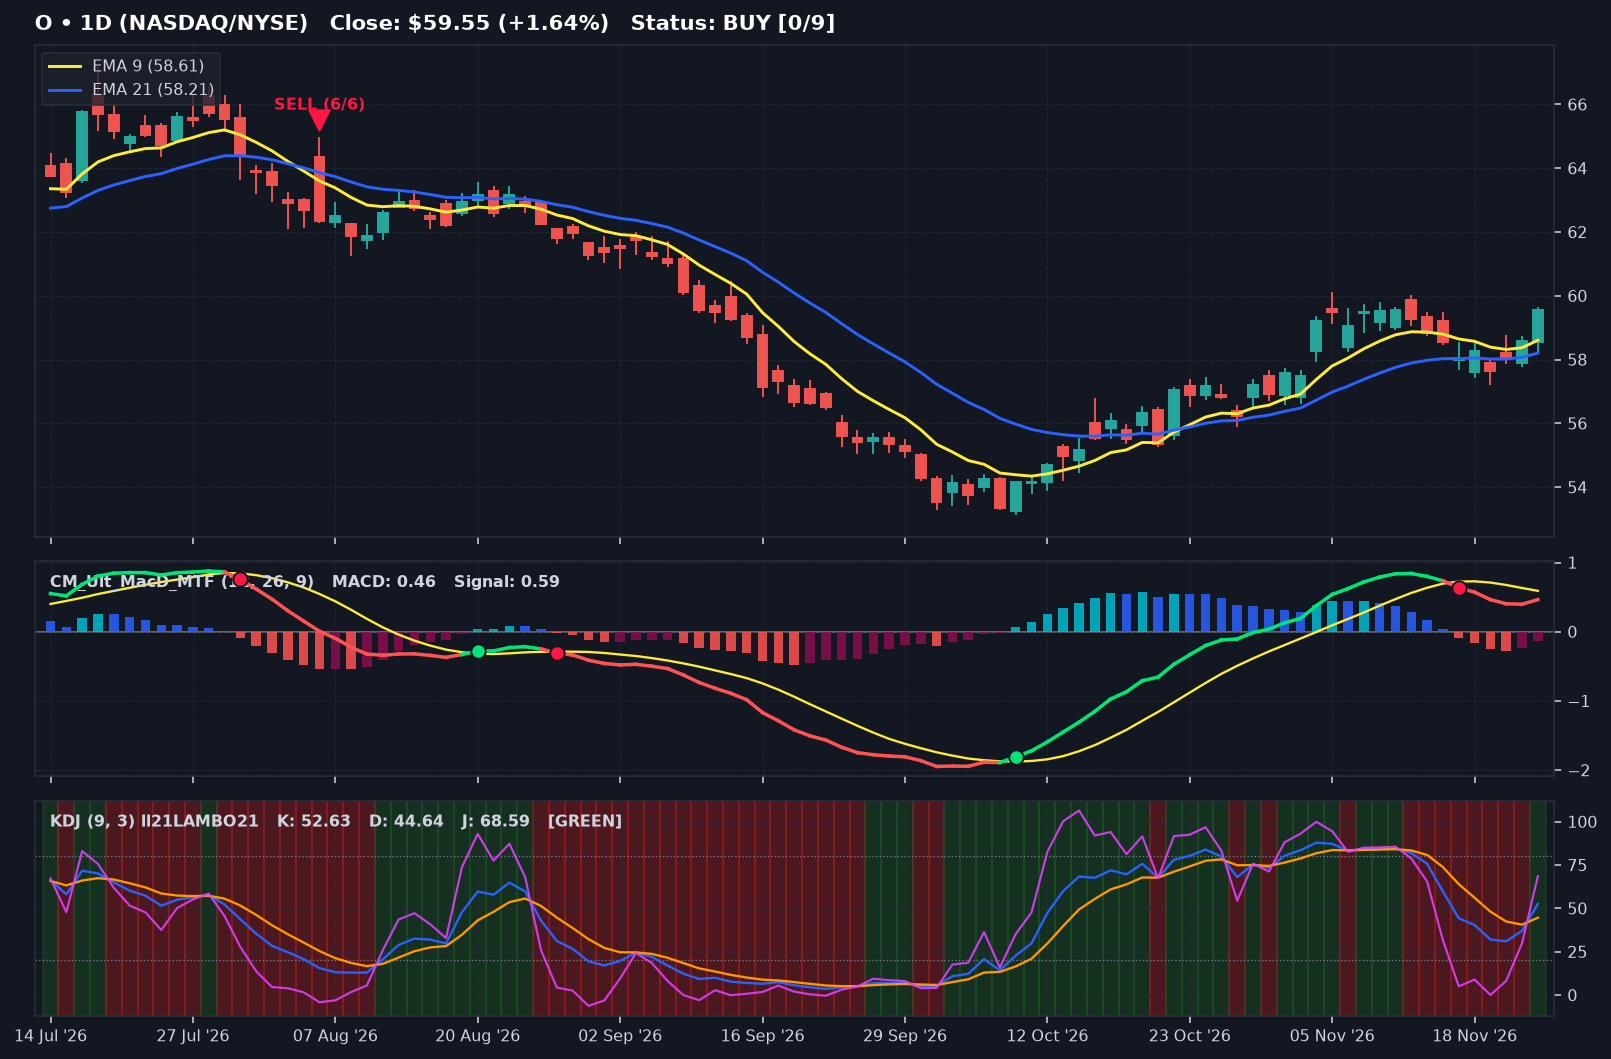 O • 1D (NASDAQ/NYSE)   Close: $59.55 (+1.64%)   Status: BUY [0/9]
EMA 9 (58.61)
EMA 21 (58.21)
SELL (6/6)
66
64
62
60
58
56
54
CM_Ult_MacD_MTF (12, 26, 9)   MACD: 0.46   Signal: 0.59
1
0
−1
−2
KDJ (9, 3) II21LAMBO21   K: 52.63   D: 44.64   J: 68.59   [GREEN]
100
75
50
25
0
14 Jul '26
27 Jul '26
07 Aug '26
20 Aug '26
02 Sep '26
16 Sep '26
29 Sep '26
12 Oct '26
23 Oct '26
05 Nov '26
18 Nov '26